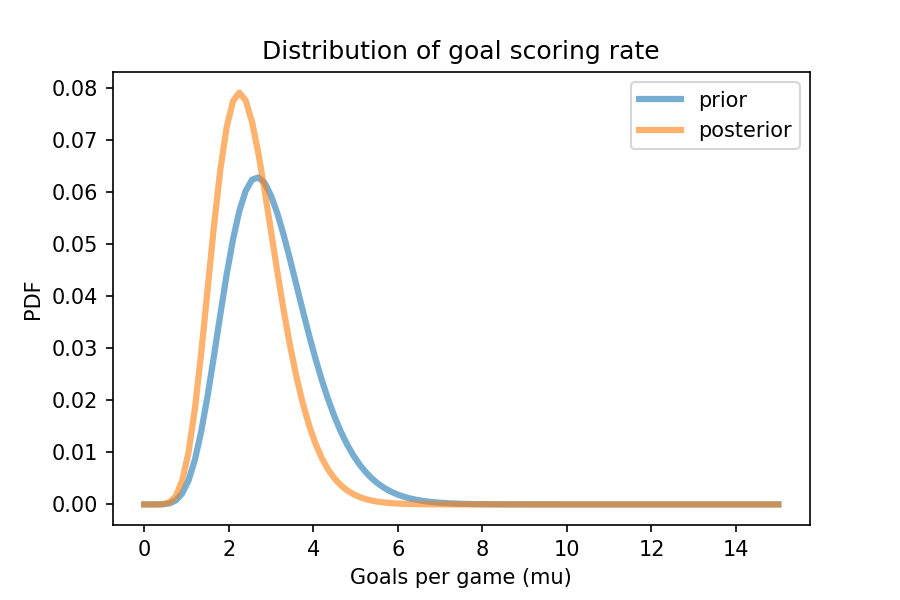 Distribution of goal scoring rate
prior
posterior
PDF
0.08
0.07
0.06
0.05
0.04
0.03
0.02
0.01
0.00
0 2 4 6 8 10 12 14
Goals per game (mu)